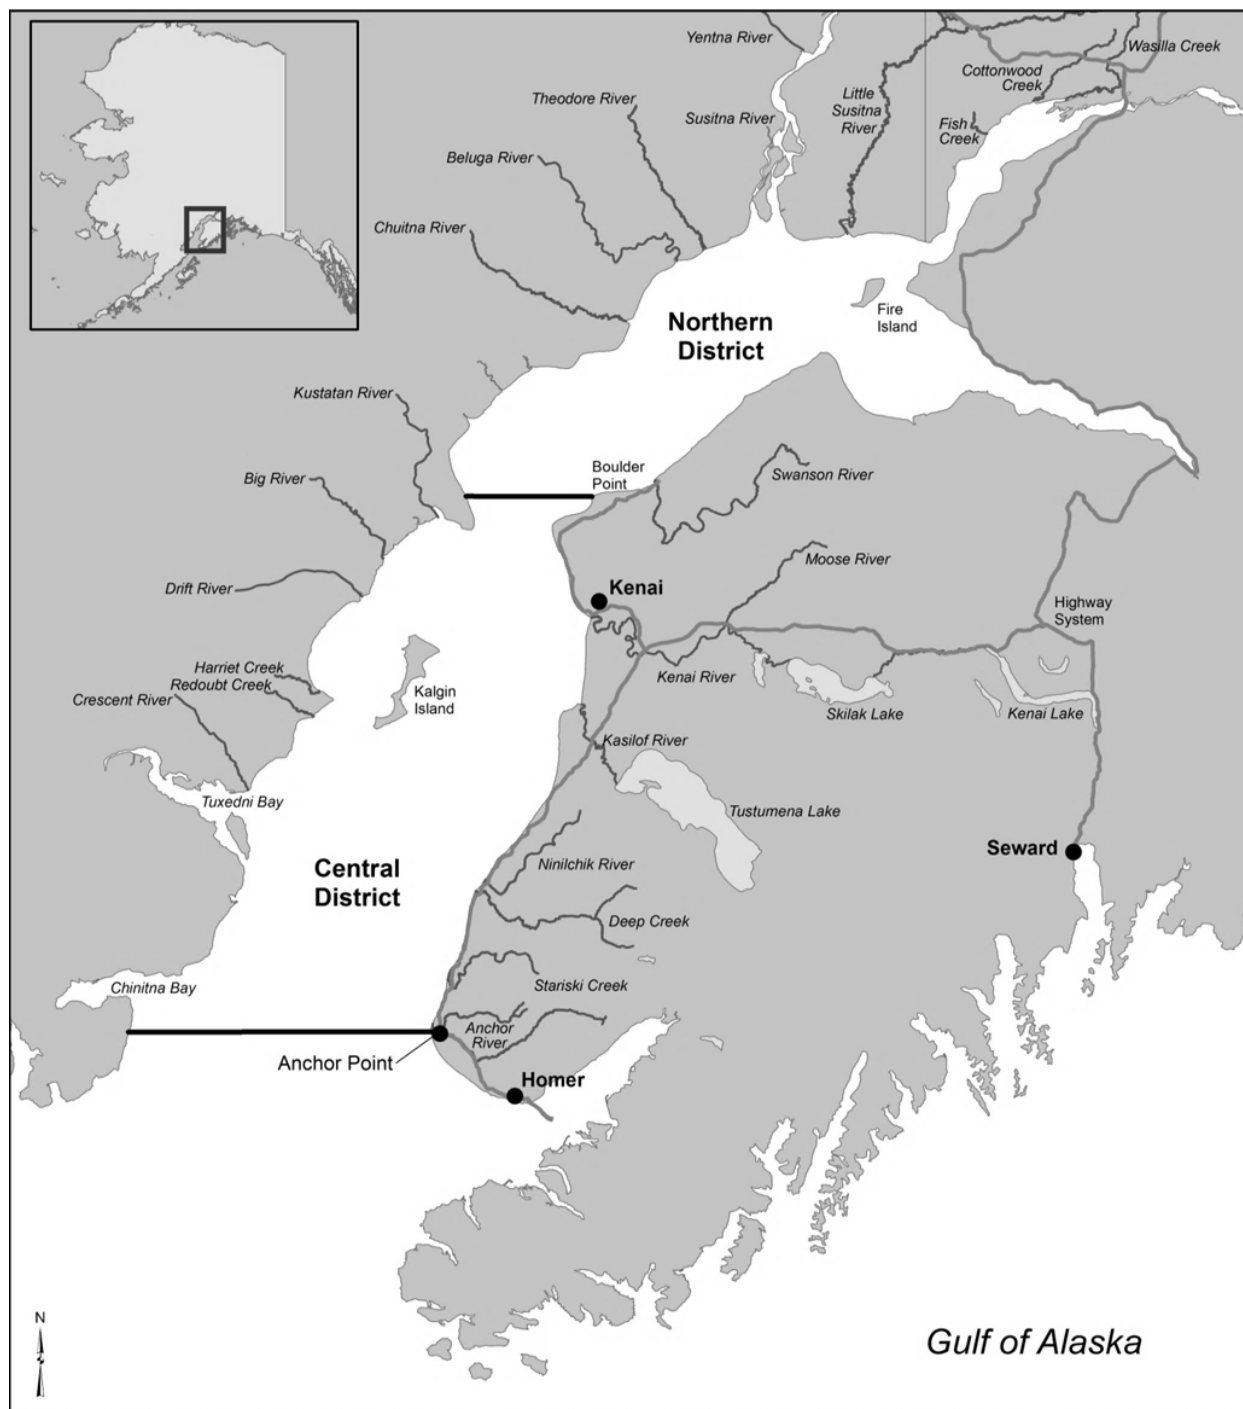 Yentna River
Wasilla Creek
Cottonwood
Creek
Theodore River
Little
Susitna
River
Susitna River
Fish
Creek
Beluga River
Chuitna River
Northern
District
Fire
Island
Kustatan River
Boulder
Point
Swanson River
Big River
Moose River
Drift River
Kenai
Highway
System
Harriet Creek
Redoubt Creek
Crescent River
Kalgin
Island
Kenai River
Skilak Lake
Kenai Lake
Kasilof River
Tuxedni Bay
Tustumena Lake
Seward
Central
District
Ninilchik River
Deep Creek
Chinitna Bay
Stariski Creek
Anchor
River
Anchor Point
Homer
N
Gulf of Alaska